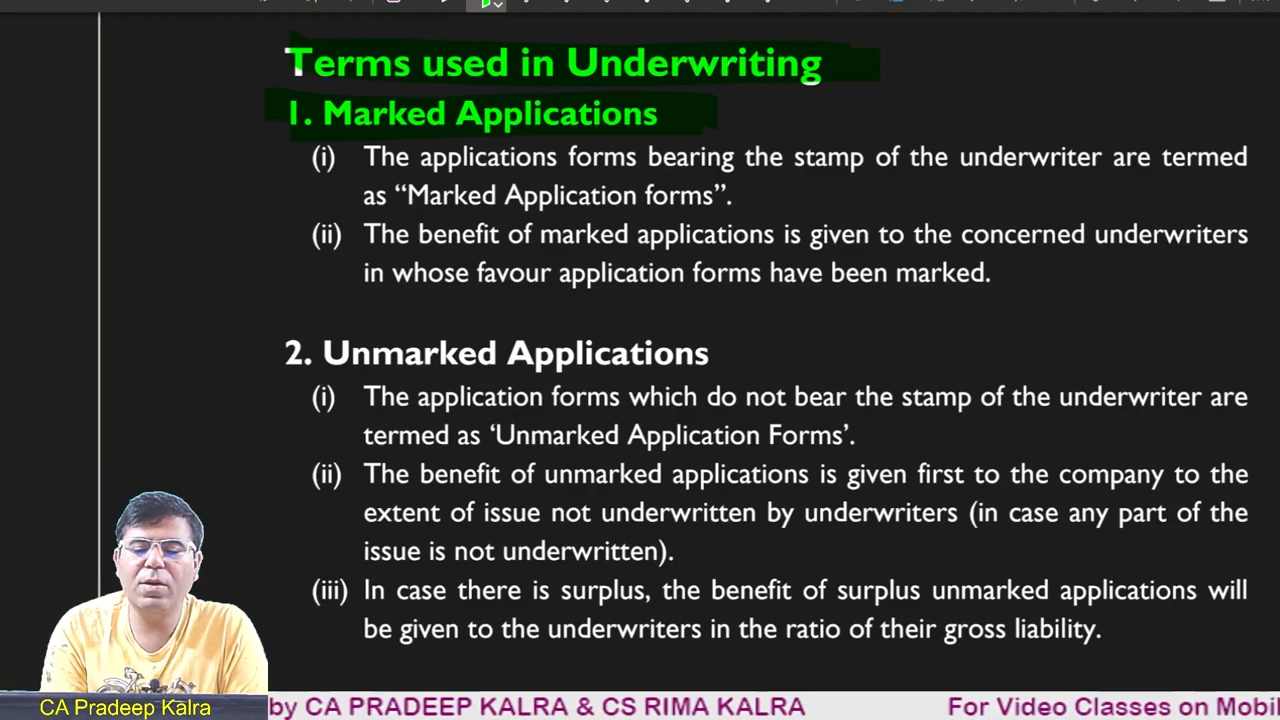 Terms used in Underwriting
1. Marked Applications
(i) The applications forms bearing the stamp of the underwriter are termed
as “Marked Application forms”.
(ii) The benefit of marked applications is given to the concerned underwriters
in whose favour application forms have been marked.
2. Unmarked Applications
(i) The application forms which do not bear the stamp of the underwriter are
termed as ‘Unmarked Application Forms’.
(ii) The benefit of unmarked applications is given first to the company to the
extent of issue not underwritten by underwriters (in case any part of the
issue is not underwritten).
(iii) In case there is surplus, the benefit of surplus unmarked applications will
be given to the underwriters in the ratio of their gross liability.
CA Pradeep Kalra
by CA PRADEEP KALRA & CS RIMA KALRA For Video Classes on Mobil